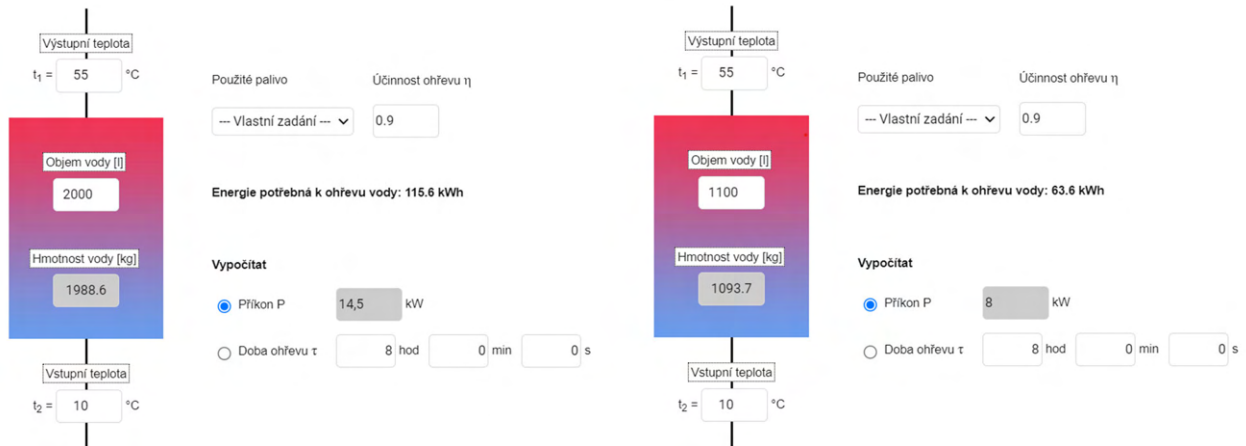 Výstupní teplota
t₁ = 55 °C
Použité palivo Účinnost ohřevu η
--- Vlastní zadání --- 0.9
Objem vody [l]
2000
Energie potřebná k ohřevu vody: 115.6 kWh
Hmotnost vody [kg]
1988.6
Vypočítat
Příkon P 14,5 kW
Doba ohřevu τ 8 hod 0 min 0 s
Vstupní teplota
t₂ = 10 °C
Výstupní teplota
t₁ = 55 °C
Použité palivo Účinnost ohřevu η
--- Vlastní zadání --- 0.9
Objem vody [l]
1100
Energie potřebná k ohřevu vody: 63.6 kWh
Hmotnost vody [kg]
1093.7
Vypočítat
Příkon P 8 kW
Doba ohřevu τ 8 hod 0 min 0 s
Vstupní teplota
t₂ = 10 °C